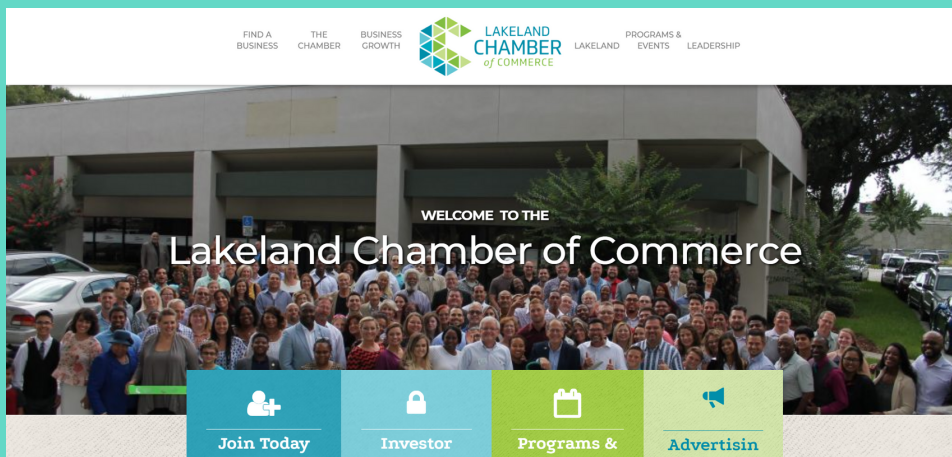 FIND A
BUSINESS
THE
CHAMBER
BUSINESS
GROWTH
LAKELAND
CHAMBER
of COMMERCE
LAKELAND
PROGRAMS &
EVENTS
LEADERSHIP
WELCOME TO THE
Lakeland Chamber of Commerce
Join Today
Investor
Programs &
Advertisin